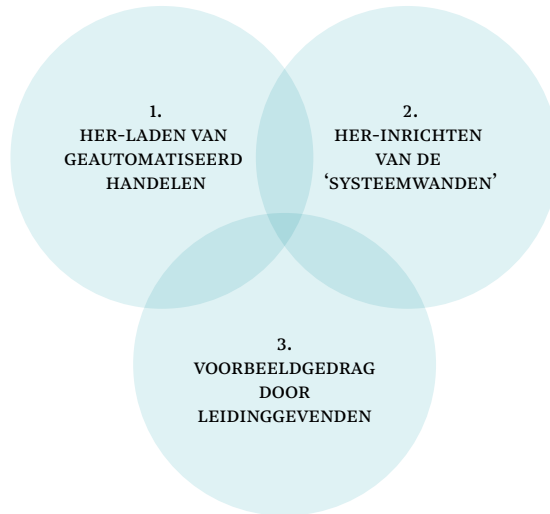 1.
HER-LADEN VAN
GEAUTOMATISEERD
HANDELEN
2.
HER-INRICHTEN
VAN DE
‘SYSTEEMWANDEN’
3.
VOORBEELDGEDRAG
DOOR
LEIDINGGEVENDEN